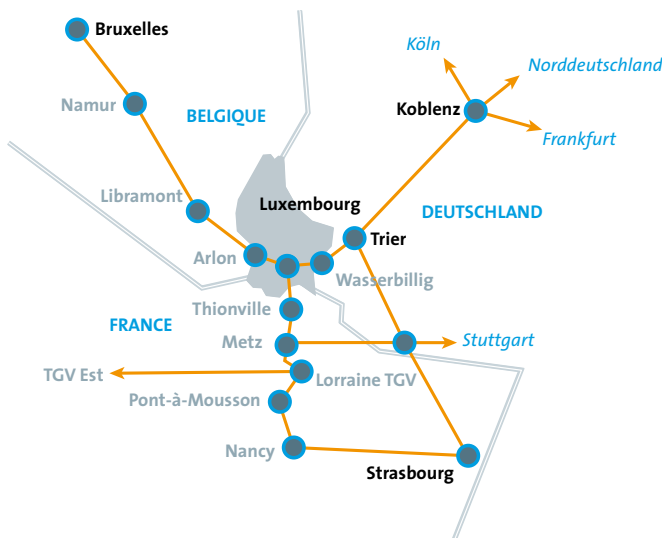 Bruxelles
Köln
Norddeutschland
Namur
BELGIQUE
Koblenz
Frankfurt
Libramont
Luxembourg
DEUTSCHLAND
Arlon
Trier
Wasserbillig
Thionville
FRANCE
Metz
Stuttgart
TGV Est
Lorraine TGV
Pont-à-Mousson
Nancy
Strasbourg